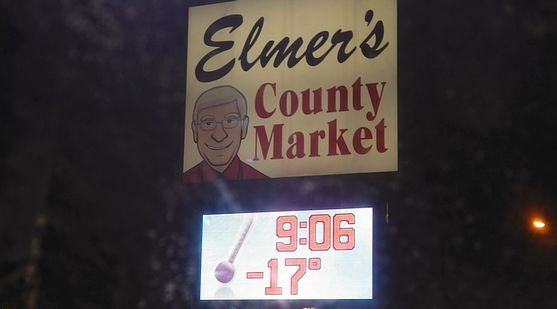 Elmer's
County
Market
9:06
-17°